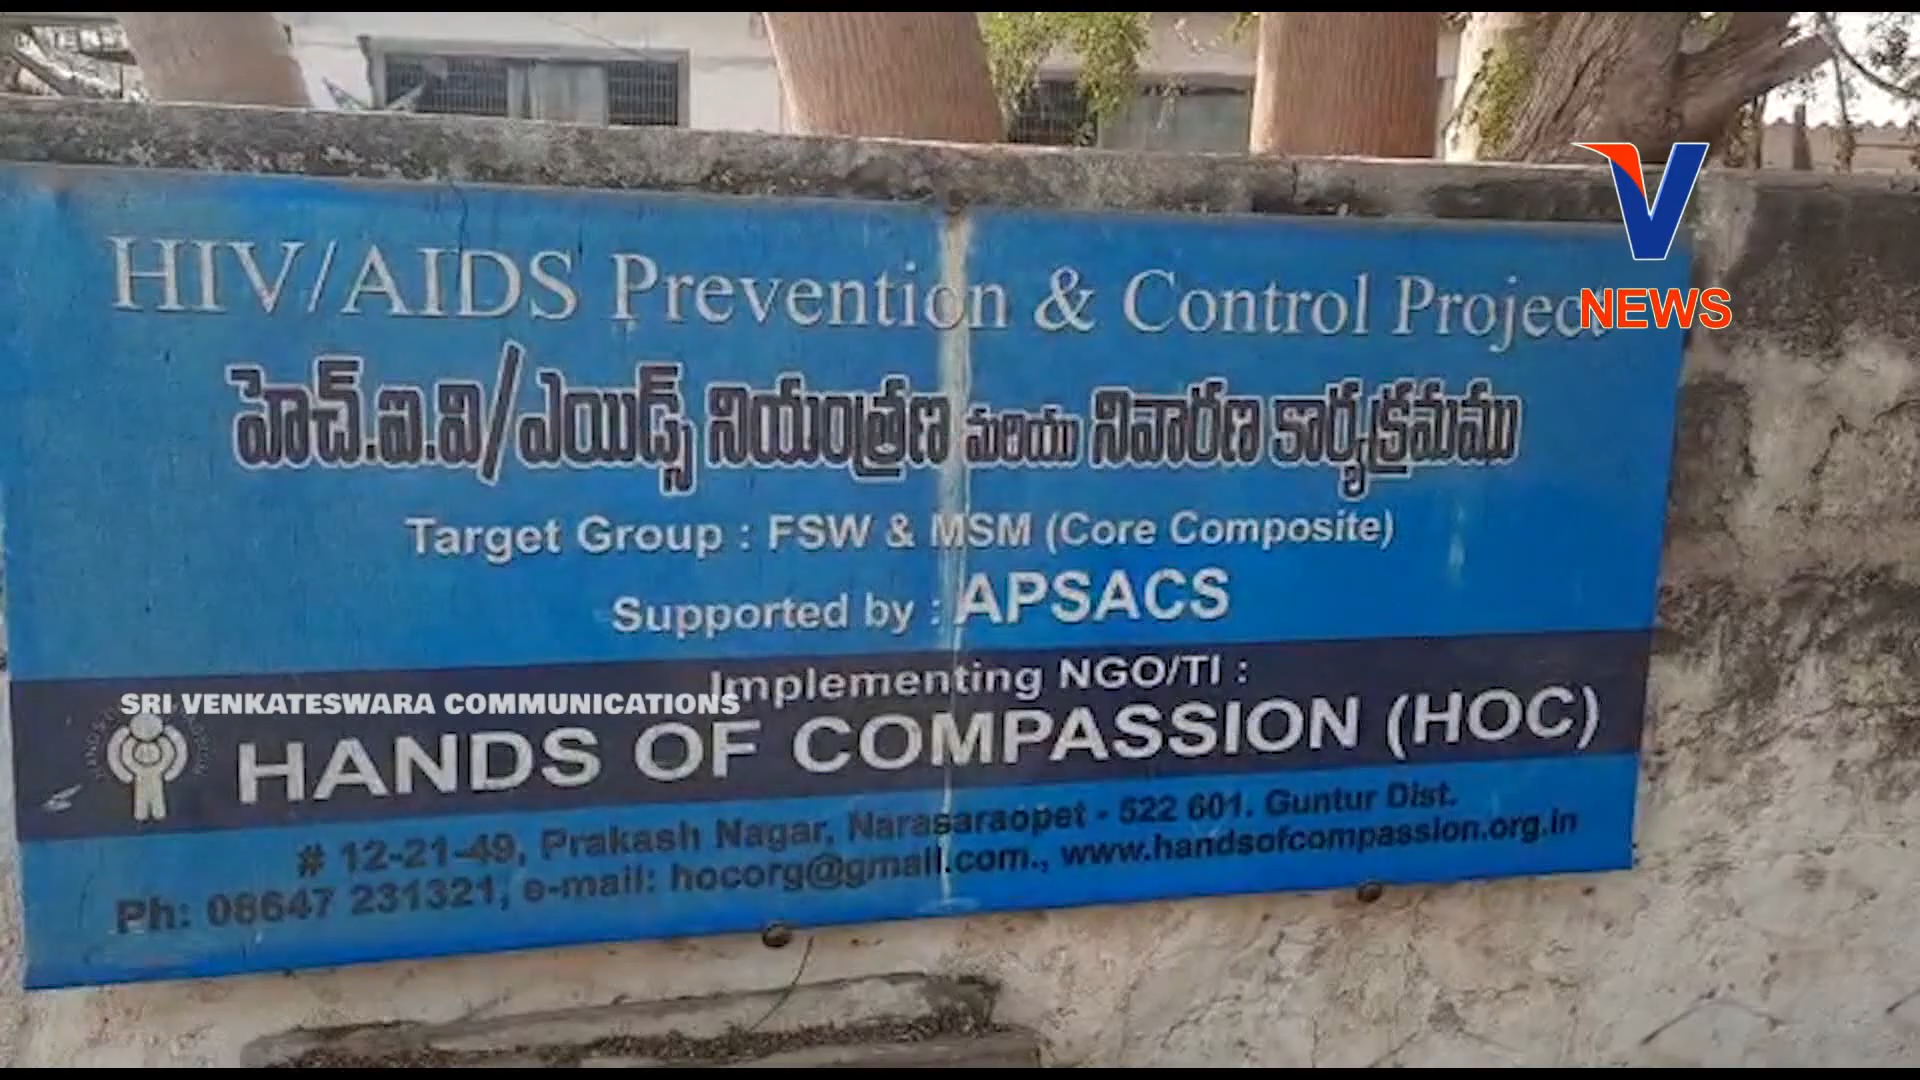 V
NEWS
HIV/AIDS Prevention & Control Project
హెచ్.ఐ.వి/ఎయిడ్స్ నియంత్రణ మరియు నివారణ కార్యక్రమము
Target Group : FSW & MSM (Core Composite)
Supported by : APSACS
Implementing NGO/TI :
SRI VENKATESWARA COMMUNICATIONS
HANDS OF COMPASSION (HOC)
# 12-21-49, Prakash Nagar, Narasaraopet - 522 601. Guntur Dist.
Ph: 08647 231321, e-mail: hocorg@gmail.com., www.handsofcompassion.org.in